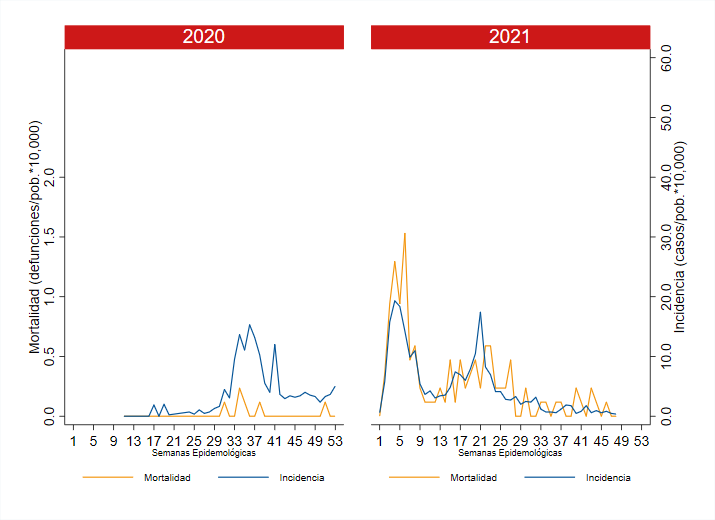 2020 2021
Mortalidad (defunciones/pob.*10,000)
0.0 0.5 1.0 1.5 2.0
Incidencia (casos/pob.*10,000)
0.0 10.0 20.0 30.0 40.0 50.0 60.0
1 5 9 13 17 21 25 29 33 37 41 45 49 53 1 5 9 13 17 21 25 29 33 37 41 45 49 53
Semanas Epidemológicas Semanas Epidemológicas
Mortalidad Incidencia Mortalidad Incidencia